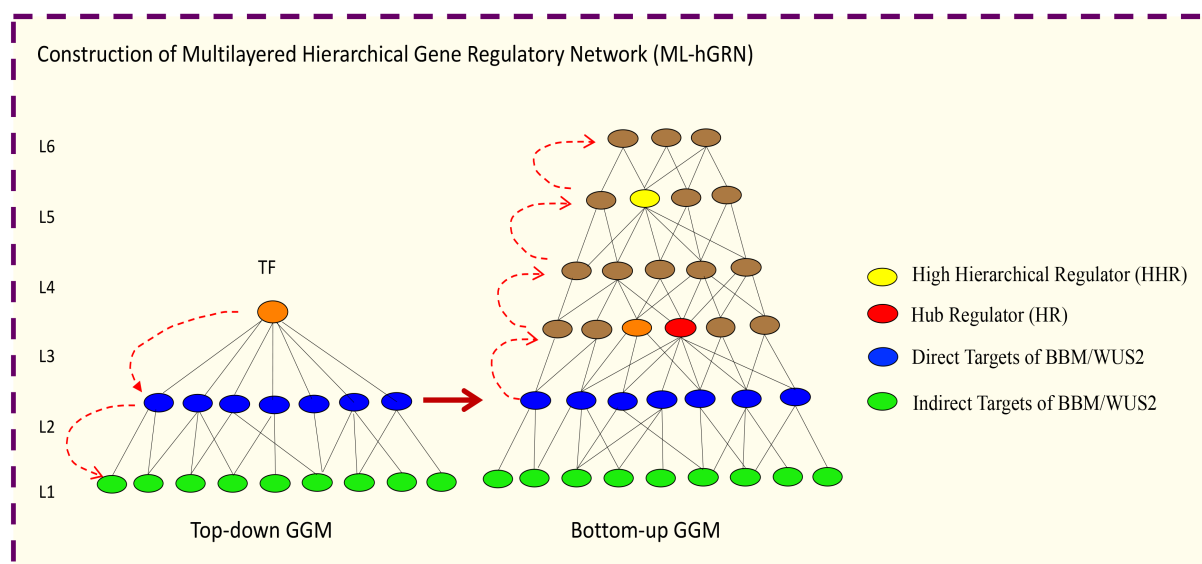 Construction of Multilayered Hierarchical Gene Regulatory Network (ML-hGRN)
L6
L5
TF
L4
L3
L2
L1
High Hierarchical Regulator (HHR)
Hub Regulator (HR)
Direct Targets of BBM/WUS2
Indirect Targets of BBM/WUS2
Top-down GGM
Bottom-up GGM